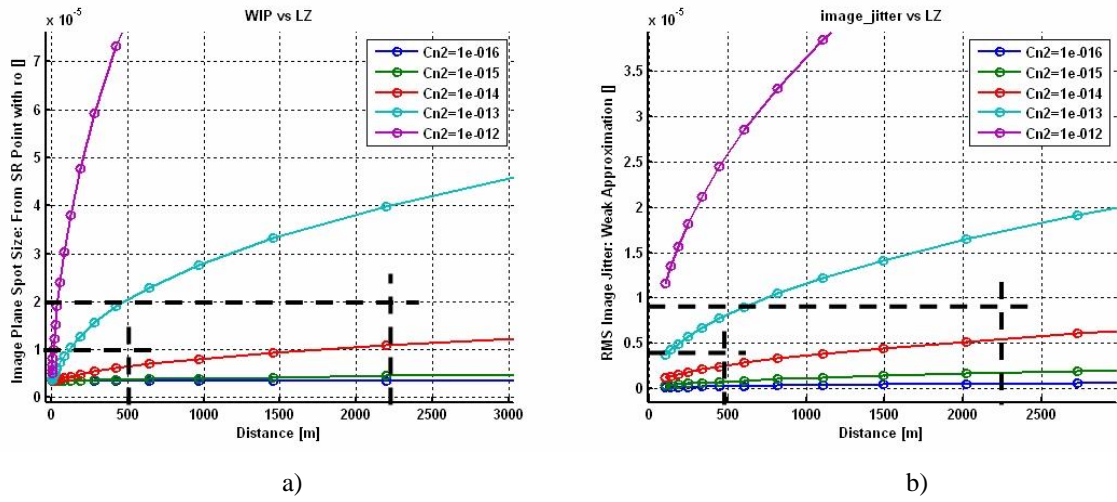 WIP vs LZ
x 10^-5
Image Plane Spot Size: From SR Point with ro []
7
6
5
4
3
2
1
0
0 500 1000 1500 2000 2500 3000
Distance [m]
Cn2=1e-016
Cn2=1e-015
Cn2=1e-014
Cn2=1e-013
Cn2=1e-012
a)
image_jitter vs LZ
x 10^-5
RMS Image Jitter: Weak Approximation []
3.5
3
2.5
2
1.5
1
0.5
0
0 500 1000 1500 2000 2500
Distance [m]
Cn2=1e-016
Cn2=1e-015
Cn2=1e-014
Cn2=1e-013
Cn2=1e-012
b)